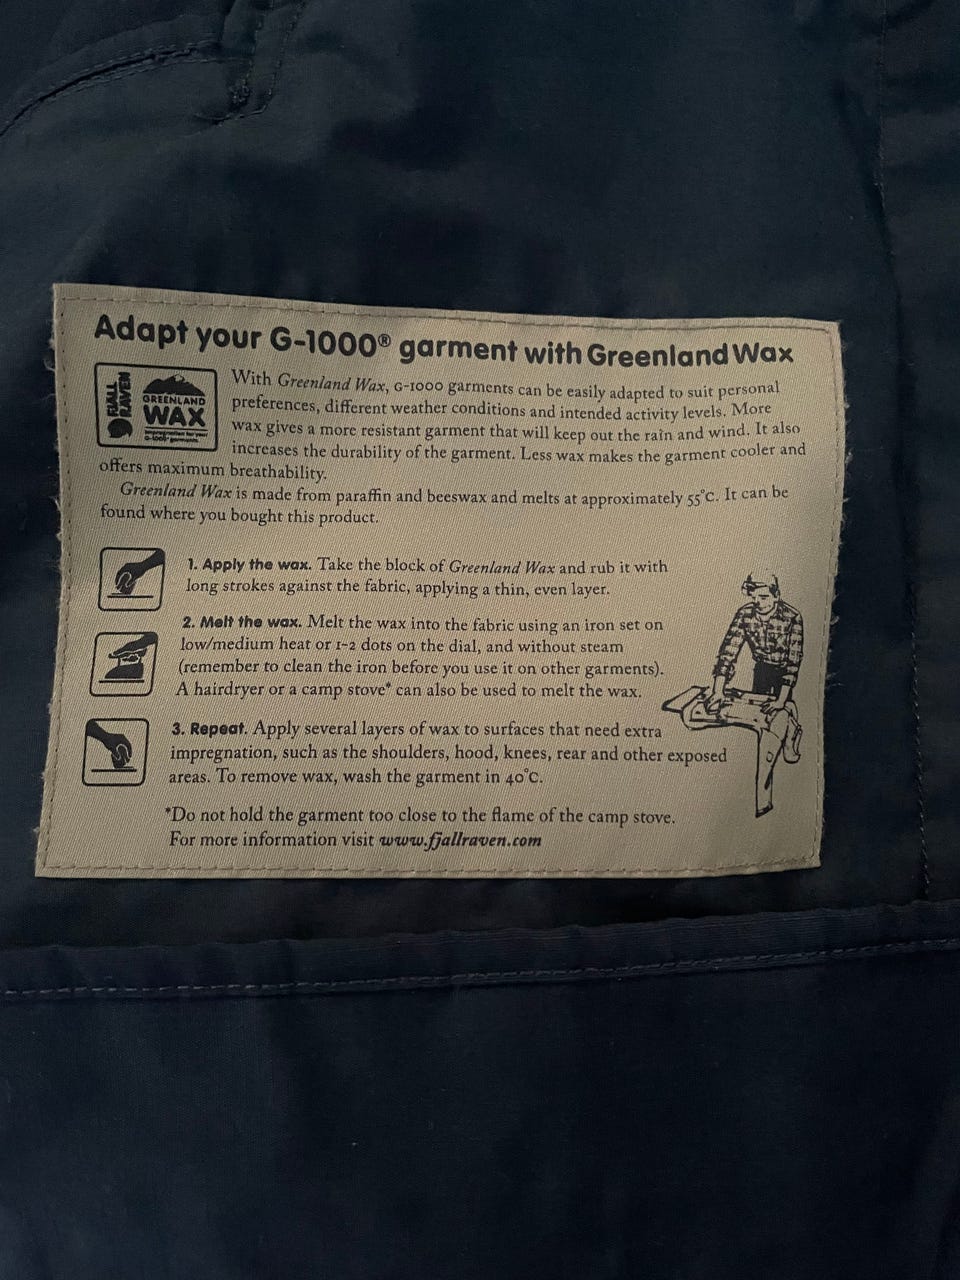 Adapt your G-1000® garment with Greenland Wax
FJÄLL
RÄVEN
GREENLAND
WAX
Impregnation for your
G-1000® garments.
With Greenland Wax, G-1000 garments can be easily adapted to suit personal
preferences, different weather conditions and intended activity levels. More
wax gives a more resistant garment that will keep out the rain and wind. It also
increases the durability of the garment. Less wax makes the garment cooler and
offers maximum breathability.
Greenland Wax is made from paraffin and beeswax and melts at approximately 55°C. It can be
found where you bought this product.
1. Apply the wax. Take the block of Greenland Wax and rub it with
long strokes against the fabric, applying a thin, even layer.
2. Melt the wax. Melt the wax into the fabric using an iron set on
low/medium heat or 1-2 dots on the dial, and without steam
(remember to clean the iron before you use it on other garments).
A hairdryer or a camp stove* can also be used to melt the wax.
3. Repeat. Apply several layers of wax to surfaces that need extra
impregnation, such as the shoulders, hood, knees, rear and other exposed
areas. To remove wax, wash the garment in 40°C.
*Do not hold the garment too close to the flame of the camp stove.
For more information visit www.fjallraven.com